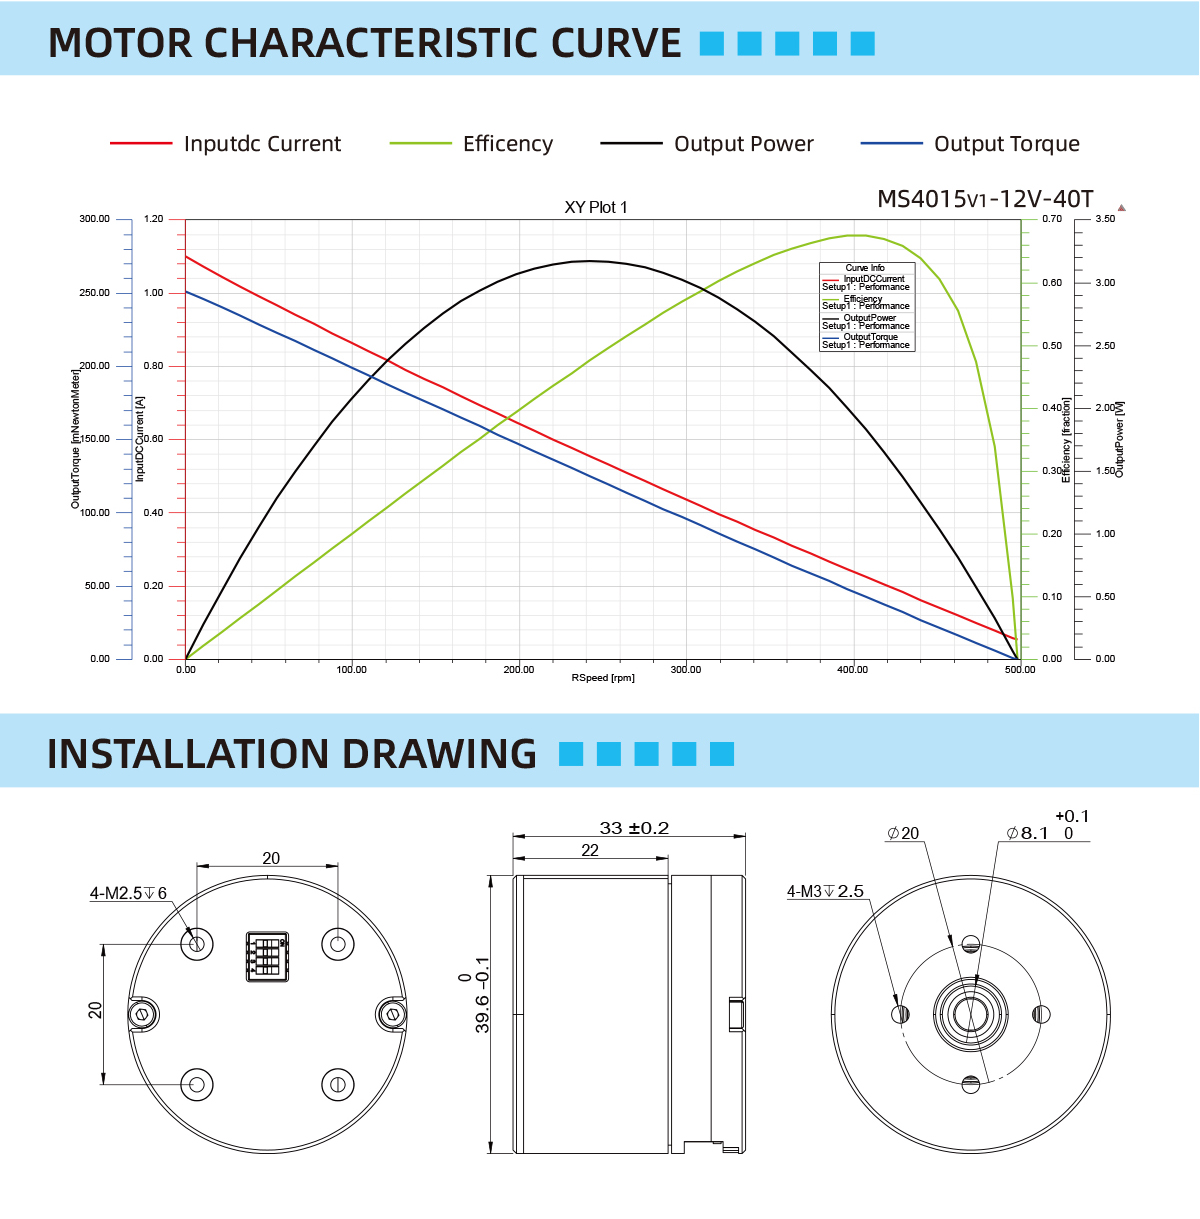 MOTOR CHARACTERISTIC CURVE
Inputdc Current Efficency Output Power Output Torque
MS4015V1-12V-40T
XY Plot 1
300.00 1.20 0.70 3.50
250.00 1.00 0.60 3.00
200.00 0.80 0.50 2.50
150.00 0.60 0.40 2.00
100.00 0.40 0.30 1.50
50.00 0.20 0.20 1.00
0.00 0.00 0.10 0.50
0.00 0.00
OutputTorque [mNewtonMeter]
InputDCCurrent [A]
Efficiency [fraction]
OutputPower [W]
Curve Info
InputDCCurrent
Setup1 : Performance
Efficiency
Setup1 : Performance
OutputPower
Setup1 : Performance
OutputTorque
Setup1 : Performance
0.00 100.00 200.00 300.00 400.00 500.00
RSpeed [rpm]
INSTALLATION DRAWING
20
4-M2.5↧6
20
33 ±0.2
22
0
39.6 -0.1
∅20
+0.1
∅8.1 0
4-M3↧2.5